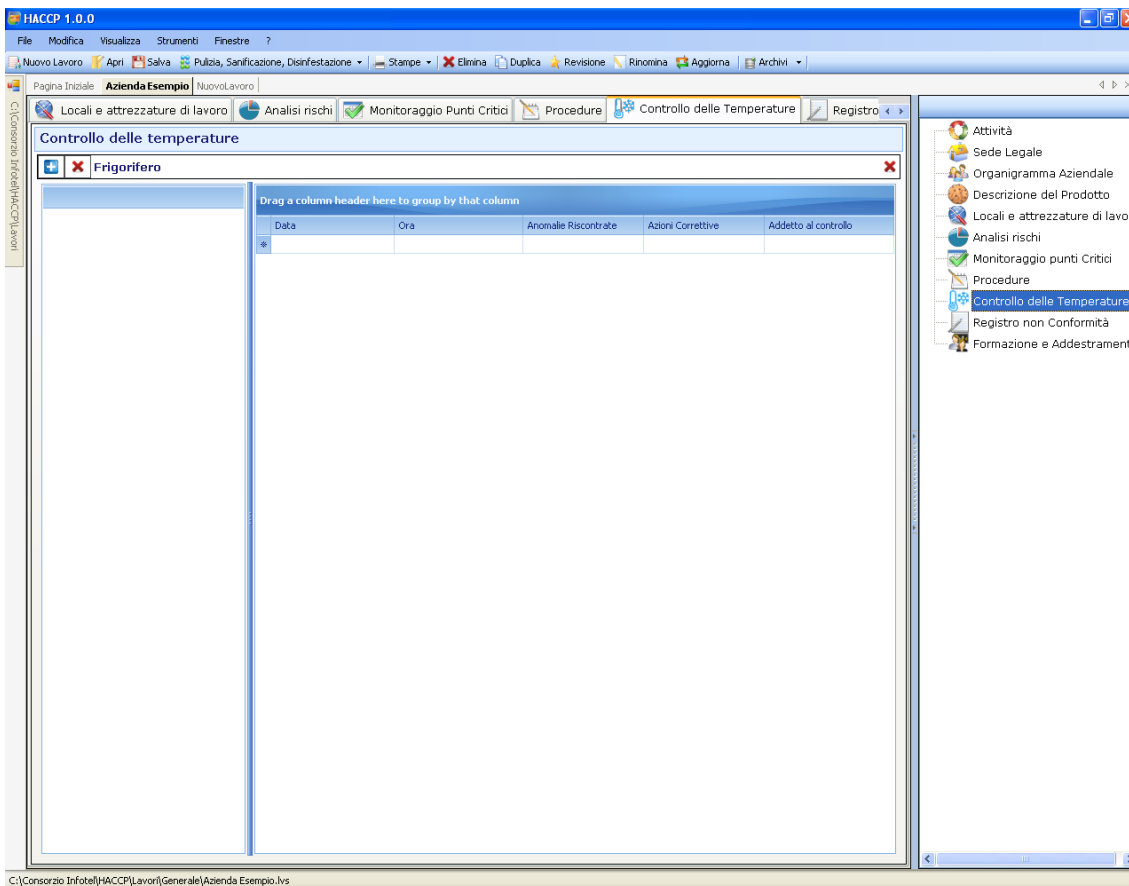 HACCP 1.0.0
File Modifica Visualizza Strumenti Finestre ?
Nuovo Lavoro Apri Salva Pulizia, Sanificazione, Disinfestazione Stampe Elimina Duplica Revisione Rinomina Aggiorna Archivi
Pagina Iniziale Azienda Esempio NuovoLavoro
C:\Consorzio Infotel\HACCP\Lavori
Locali e attrezzature di lavoro Analisi rischi Monitoraggio Punti Critici Procedure Controllo delle Temperature Registro
Controllo delle temperature
Frigorifero
Drag a column header here to group by that column
Data Ora Anomalie Riscontrate Azioni Correttive Addetto al controllo
Attività
Sede Legale
Organigramma Aziendale
Descrizione del Prodotto
Locali e attrezzature di lavo
Analisi rischi
Monitoraggio punti Critici
Procedure
Controllo delle Temperature
Registro non Conformità
Formazione e Addestrament
C:\Consorzio Infotel\HACCP\Lavori\Generale\Azienda Esempio.lvs